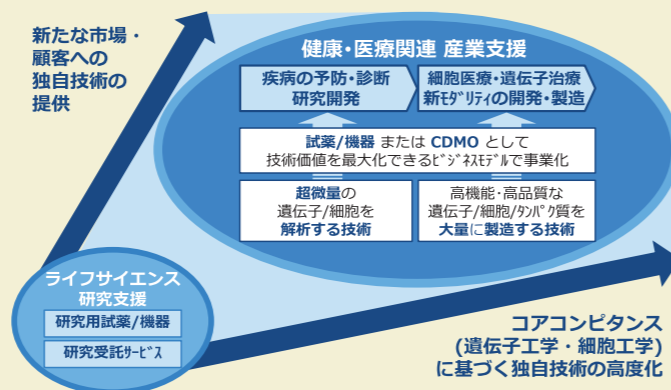 新たな市場・
顧客への
独自技術の
提供
健康・医療関連 産業支援
疾病の予防・診断
研究開発
細胞医療・遺伝子治療
新ﾓﾀﾞﾘﾃｨの開発・製造
試薬/機器 または CDMO として
技術価値を最大化できるﾋﾞｼﾞﾈｽﾓﾃﾞﾙで事業化
超微量の
遺伝子/細胞を
解析する技術
高機能・高品質な
遺伝子/細胞/ﾀﾝﾊﾟｸ質を
大量に製造する技術
ライフサイエンス
研究支援
研究用試薬/機器
研究受託ｻｰﾋﾞｽ
コアコンピタンス
(遺伝子工学・細胞工学)
に基づく独自技術の高度化